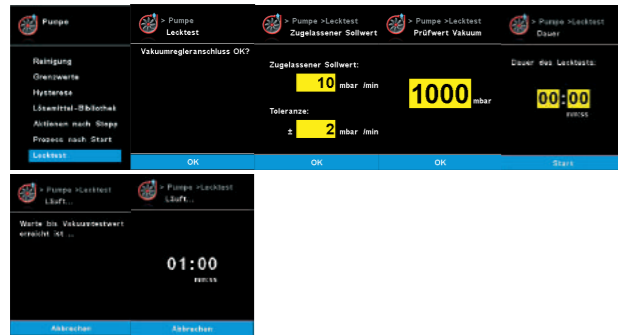 Pumpe
Reinigung
Grenzwerte
Hysterese
Lösemittel-Bibliothek
Aktionen nach Stopp
Prozess nach Start
Lecktest
> Pumpe
Lecktest
Vakuumregleranschluss OK?
OK
> Pumpe >Lecktest
Zugelassener Sollwert
Zugelassener Sollwert:
10 mbar /min
Toleranz:
± 2 mbar /min
OK
> Pumpe >Lecktest
Prüfwert Vakuum
1000 mbar
OK
> Pumpe >Lecktest
Dauer
Dauer des Lecktests:
00:00
mm:ss
Start
> Pumpe >Lecktest
Läuft...
Warte bis Vakuumtestwert
erreicht ist ...
Abbrechen
> Pumpe >Lecktest
Läuft...
01:00
mm:ss
Abbrechen